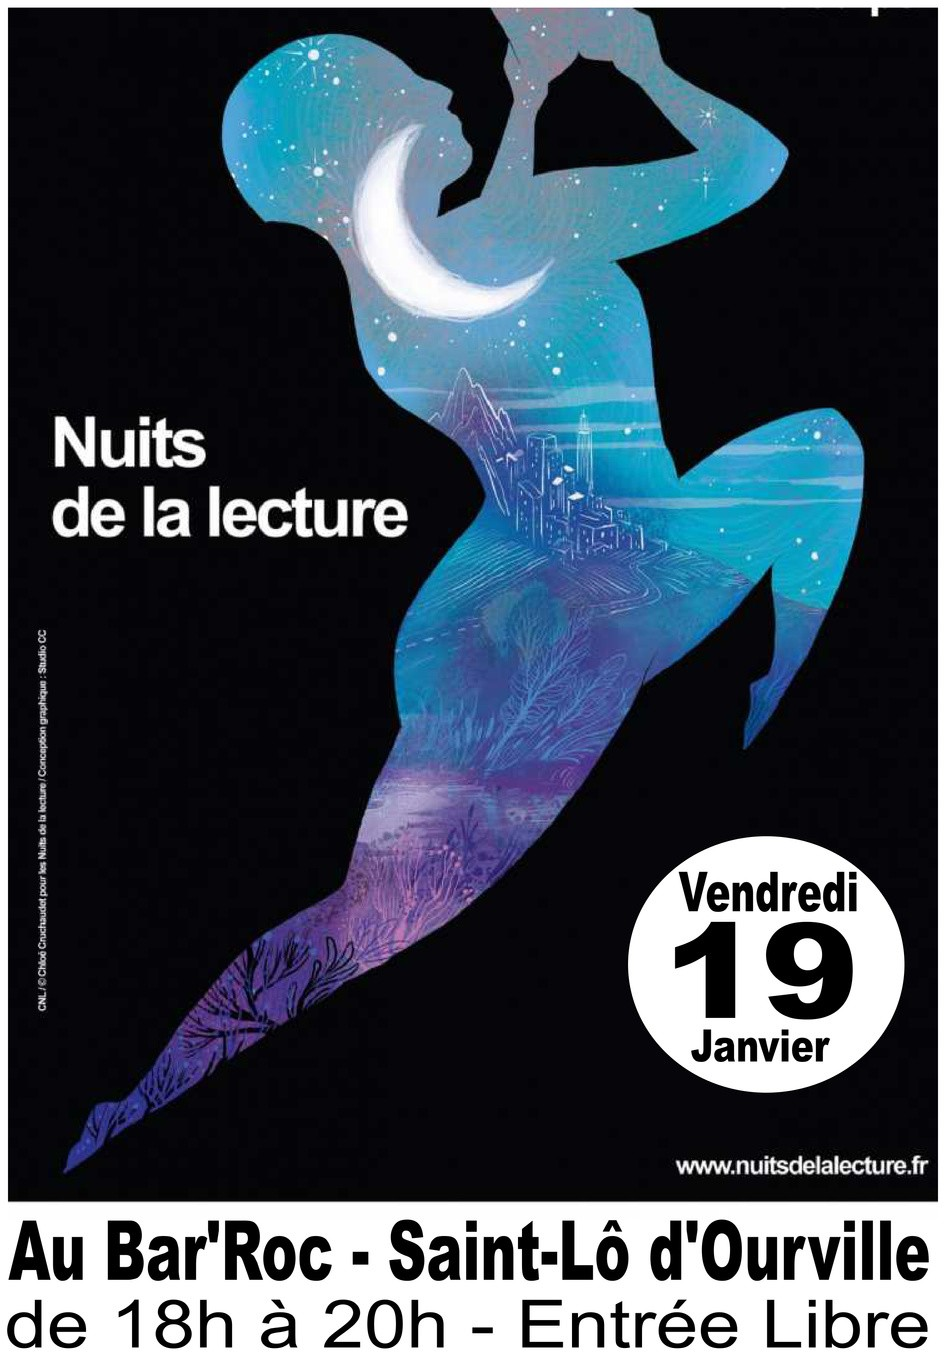 Nuits
de la lecture
CNL / © Chloé Cruchaudet pour les Nuits de la lecture / Conception graphique : Studio CC
Vendredi
19
Janvier
www.nuitsdelalecture.fr
Au Bar'Roc - Saint-Lô d'Ourville
de 18h à 20h - Entrée Libre